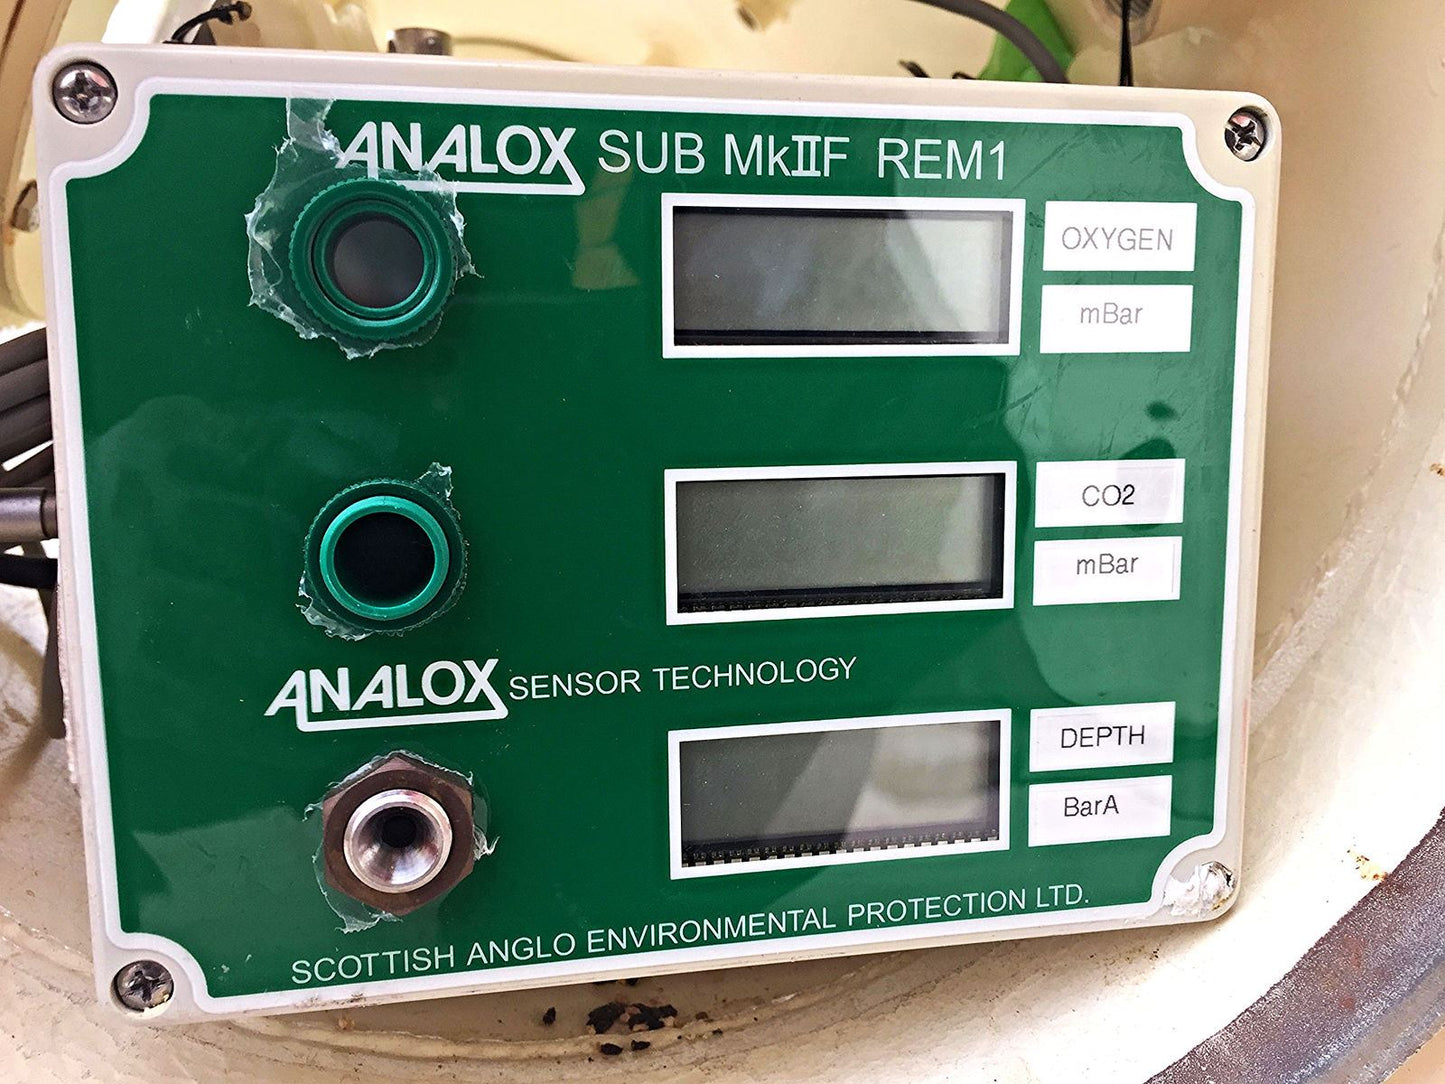 ANALOX SUB MkIIF REM1
OXYGEN
mBar
CO2
mBar
ANALOX SENSOR TECHNOLOGY
DEPTH
BarA
SCOTTISH ANGLO ENVIRONMENTAL PROTECTION LTD.